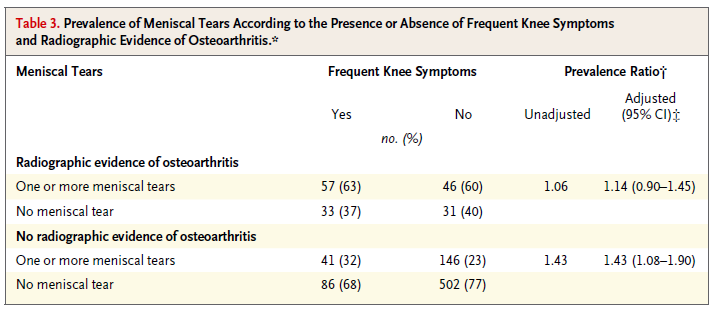 Table 3. Prevalence of Meniscal Tears According to the Presence or Absence of Frequent Knee Symptoms
and Radiographic Evidence of Osteoarthritis.*
Meniscal Tears Frequent Knee Symptoms Prevalence Ratio†
Yes No Unadjusted Adjusted
(95% CI)‡
no. (%)
Radiographic evidence of osteoarthritis
One or more meniscal tears 57 (63) 46 (60) 1.06 1.14 (0.90–1.45)
No meniscal tear 33 (37) 31 (40)
No radiographic evidence of osteoarthritis
One or more meniscal tears 41 (32) 146 (23) 1.43 1.43 (1.08–1.90)
No meniscal tear 86 (68) 502 (77)